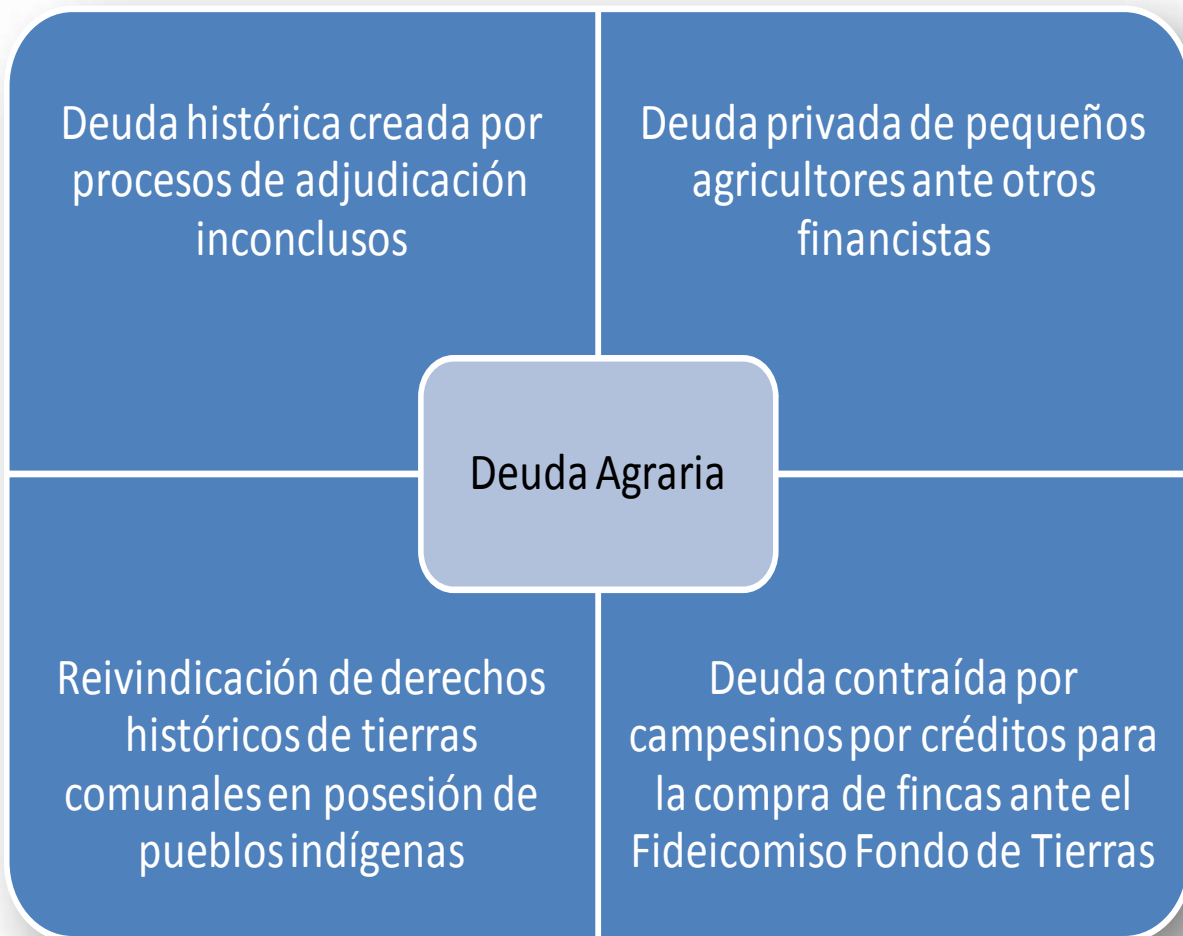 Deuda histórica creada por
procesos de adjudicación
inconclusos
Deuda privada de pequeños
agricultores ante otros
financistas
Deuda Agraria
Reivindicación de derechos
históricos de tierras
comunales en posesión de
pueblos indígenas
Deuda contraída por
campesinos por créditos para
la compra de fincas ante el
Fideicomiso Fondo de Tierras